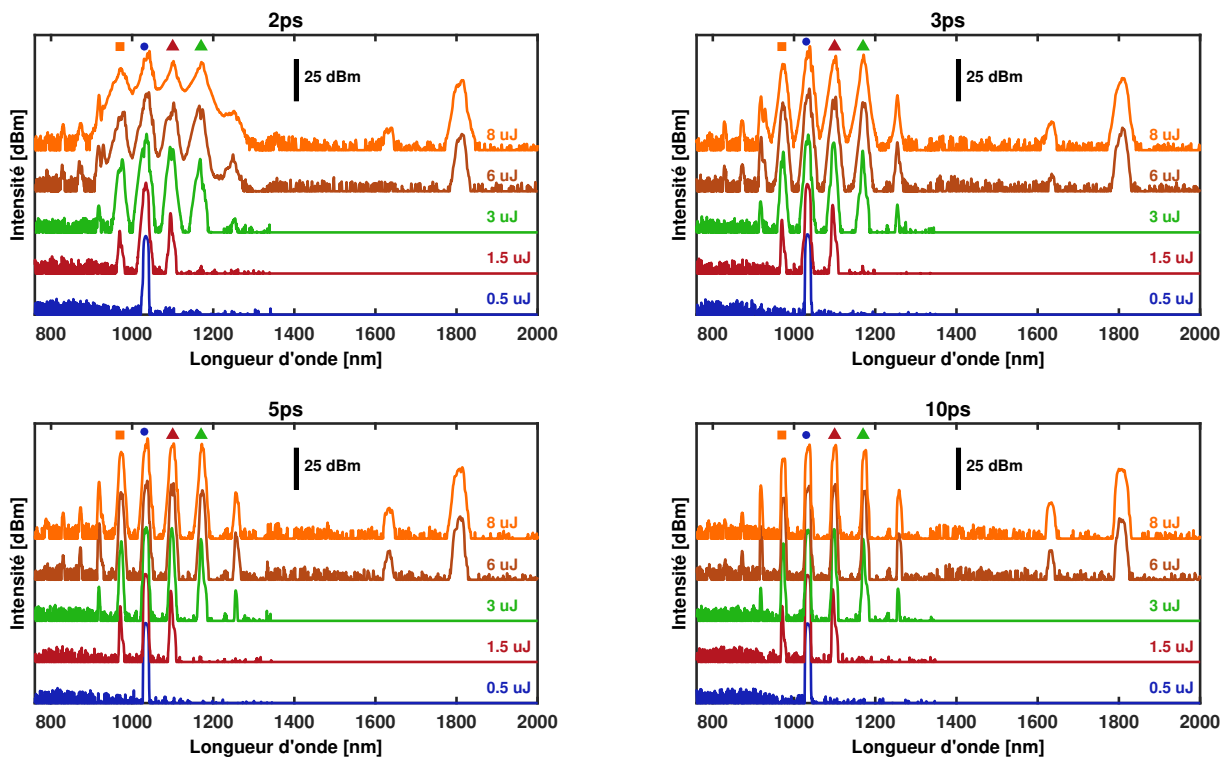 2ps
25 dBm
8 uJ
6 uJ
3 uJ
1.5 uJ
0.5 uJ
Intensité [dBm]
800 1000 1200 1400 1600 1800 2000
Longueur d'onde [nm]
3ps
25 dBm
8 uJ
6 uJ
3 uJ
1.5 uJ
0.5 uJ
Intensité [dBm]
800 1000 1200 1400 1600 1800 2000
Longueur d'onde [nm]
5ps
25 dBm
8 uJ
6 uJ
3 uJ
1.5 uJ
0.5 uJ
Intensité [dBm]
800 1000 1200 1400 1600 1800 2000
Longueur d'onde [nm]
10ps
25 dBm
8 uJ
6 uJ
3 uJ
1.5 uJ
0.5 uJ
Intensité [dBm]
800 1000 1200 1400 1600 1800 2000
Longueur d'onde [nm]